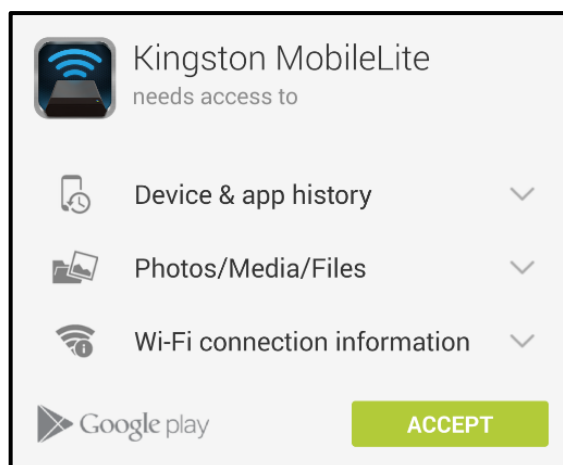 Kingston MobileLite
needs access to
Device & app history
Photos/Media/Files
Wi-Fi connection information
Google play
ACCEPT